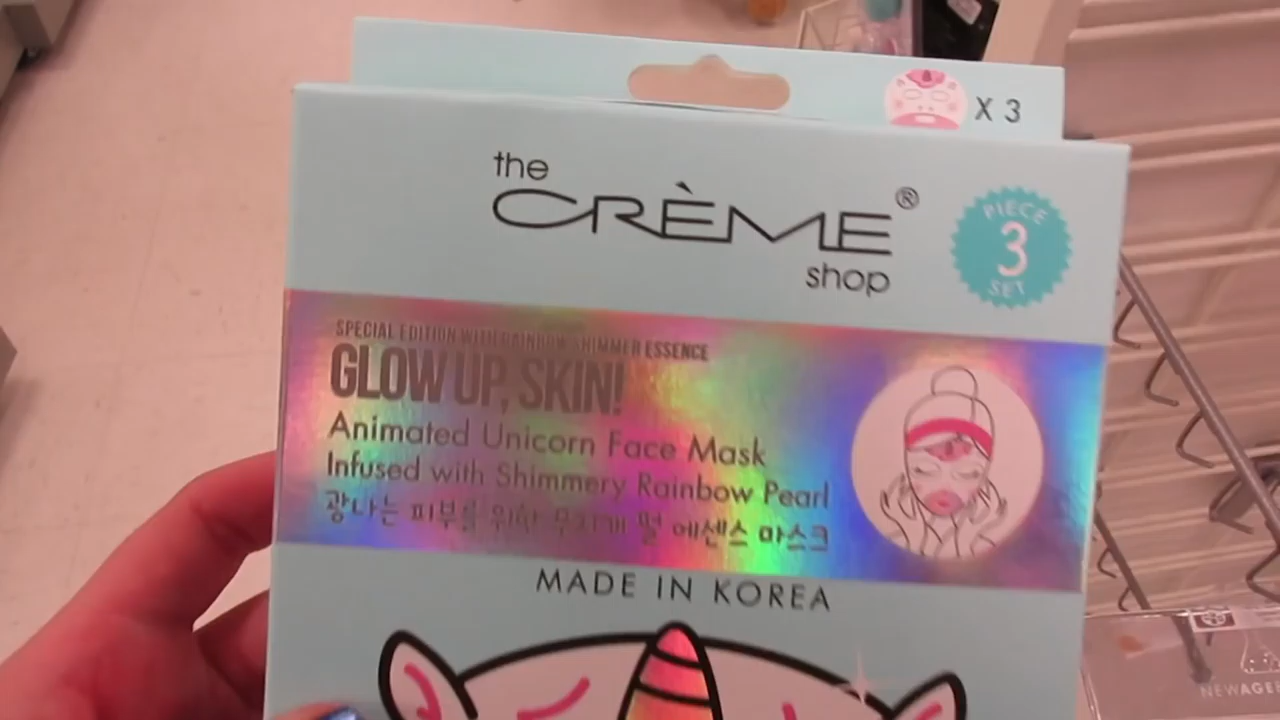 X 3
the
CRÈME®
shop
PIECE
3
SET
SPECIAL EDITION WITH RAINBOW SHIMMER ESSENCE
GLOW UP, SKIN!
Animated Unicorn Face Mask
Infused with Shimmery Rainbow Pearl
광나는 피부를 위한 무지개 펄 에센스 마스크
MADE IN KOREA